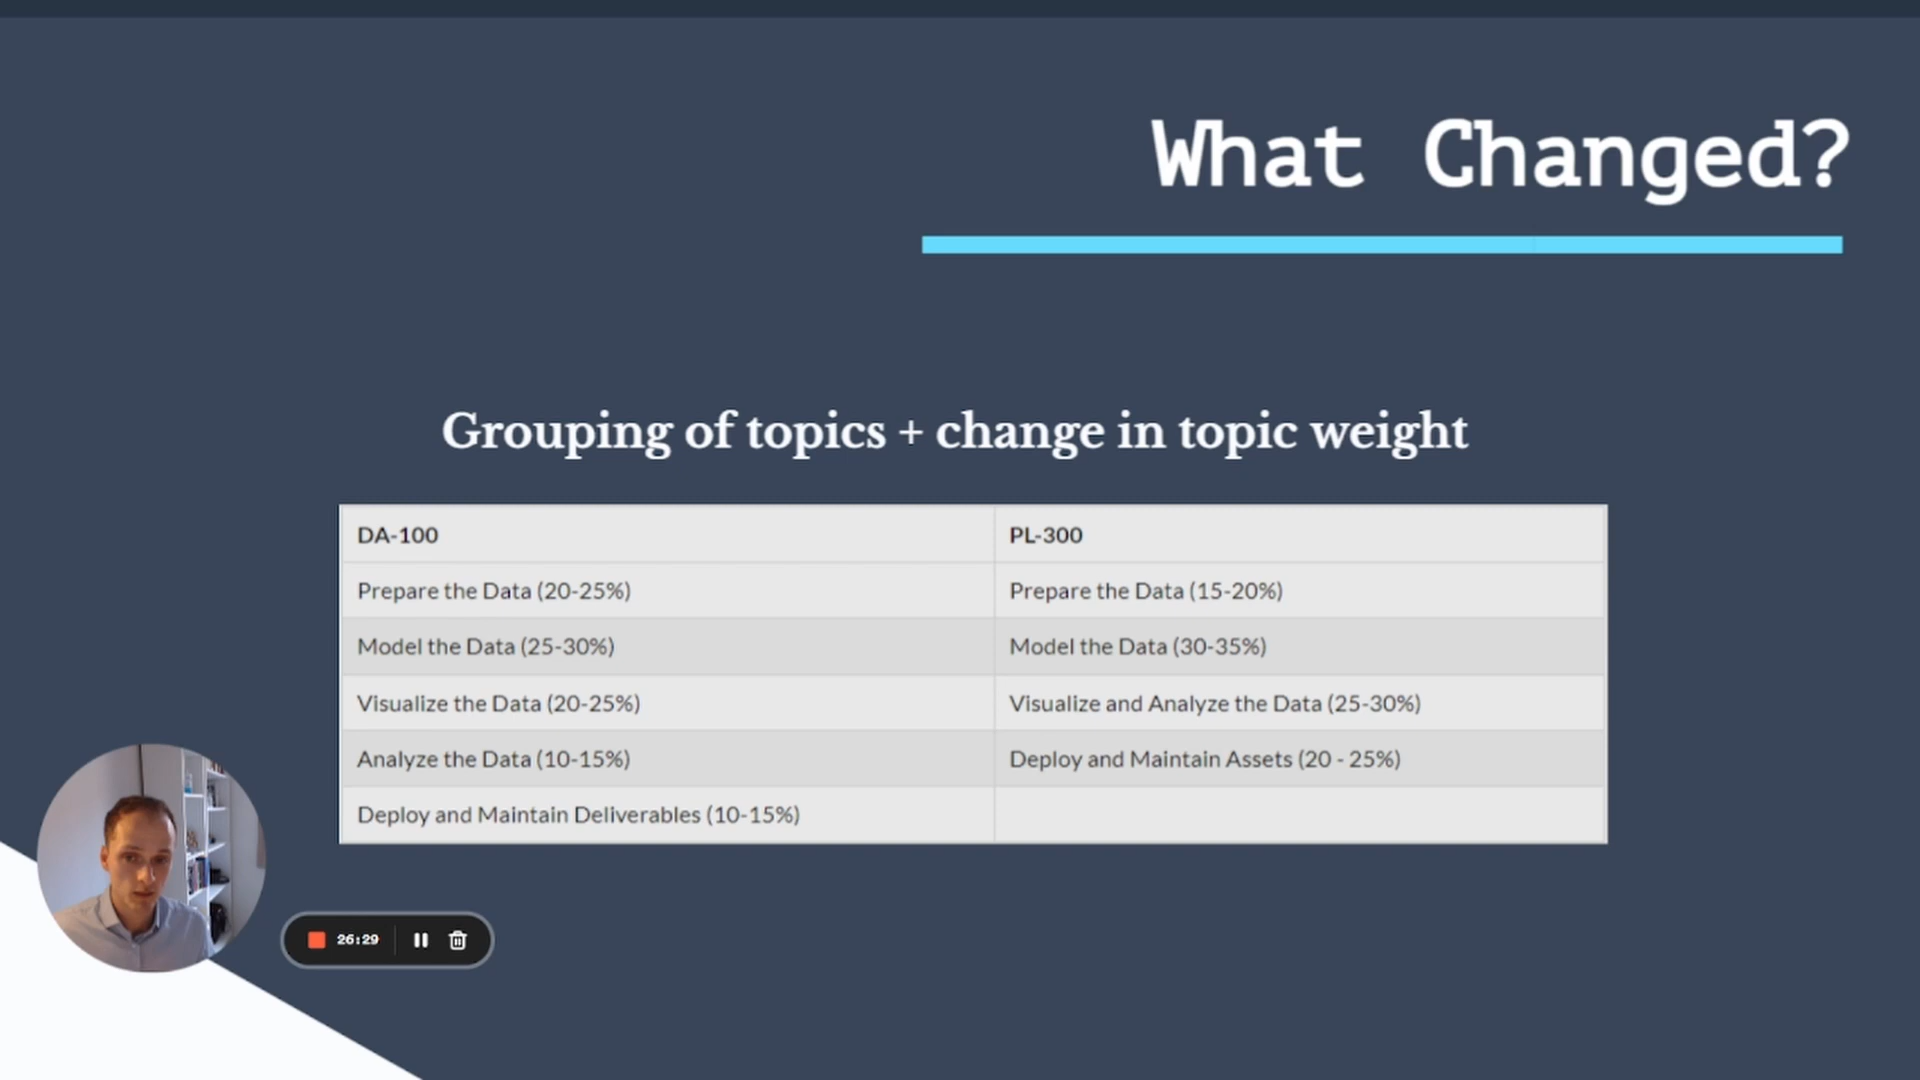 What Changed?
Grouping of topics + change in topic weight
DA-100 PL-300
Prepare the Data (20-25%) Prepare the Data (15-20%)
Model the Data (25-30%) Model the Data (30-35%)
Visualize the Data (20-25%) Visualize and Analyze the Data (25-30%)
Analyze the Data (10-15%) Deploy and Maintain Assets (20 - 25%)
Deploy and Maintain Deliverables (10-15%)
26:29